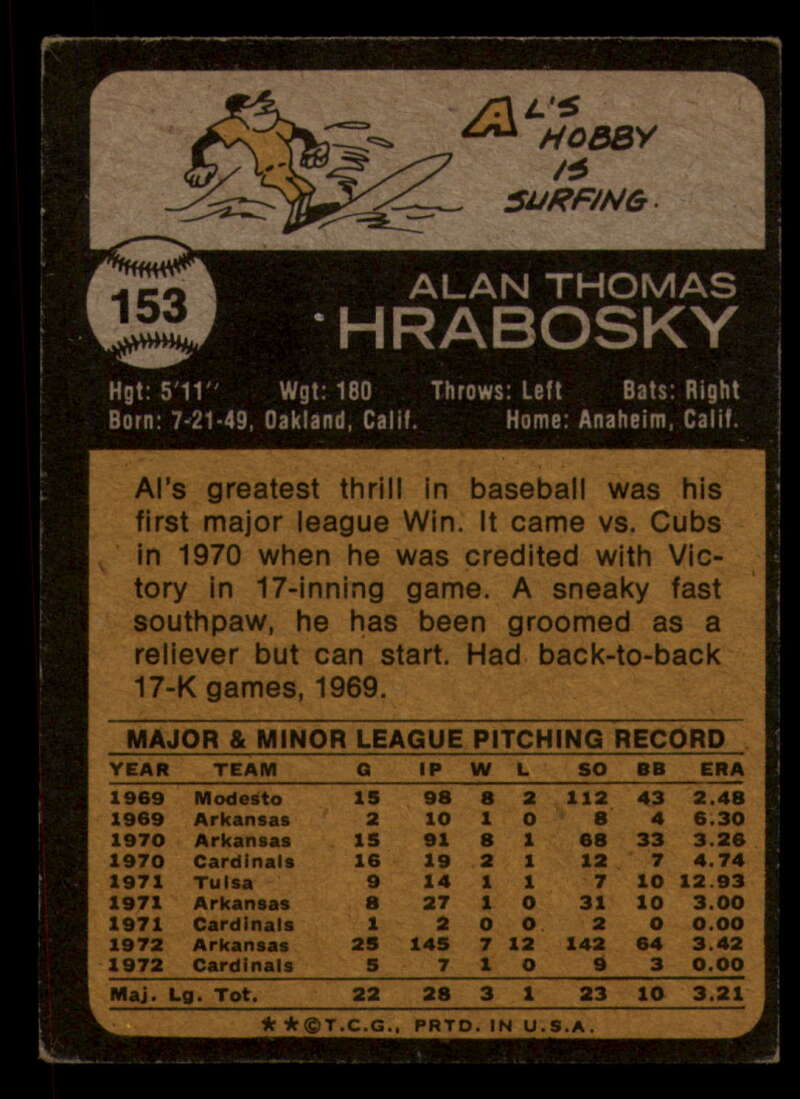 AL'S
HOBBY
IS
SURFING.
153
ALAN THOMAS
HRABOSKY
Hgt: 5'11" Wgt: 180 Throws: Left Bats: Right
Born: 7-21-49, Oakland, Calif. Home: Anaheim, Calif.
Al's greatest thrill in baseball was his
first major league Win. It came vs. Cubs
in 1970 when he was credited with Vic-
tory in 17-inning game. A sneaky fast
southpaw, he has been groomed as a
reliever but can start. Had back-to-back
17-K games, 1969.
MAJOR & MINOR LEAGUE PITCHING RECORD
YEAR TEAM G IP W L SO BB ERA
1969 Modesto 15 98 8 2 112 43 2.48
1969 Arkansas 2 10 1 0 8 4 6.30
1970 Arkansas 15 91 8 1 68 33 3.26
1970 Cardinals 16 19 2 1 12 7 4.74
1971 Tulsa 9 14 1 1 7 10 12.93
1971 Arkansas 8 27 1 0 31 10 3.00
1971 Cardinals 1 2 0 0 2 0 0.00
1972 Arkansas 25 145 7 12 142 64 3.42
1972 Cardinals 5 7 1 0 9 3 0.00
Maj. Lg. Tot. 22 28 3 1 23 10 3.21
**©T.C.G., PRTD. IN U.S.A.